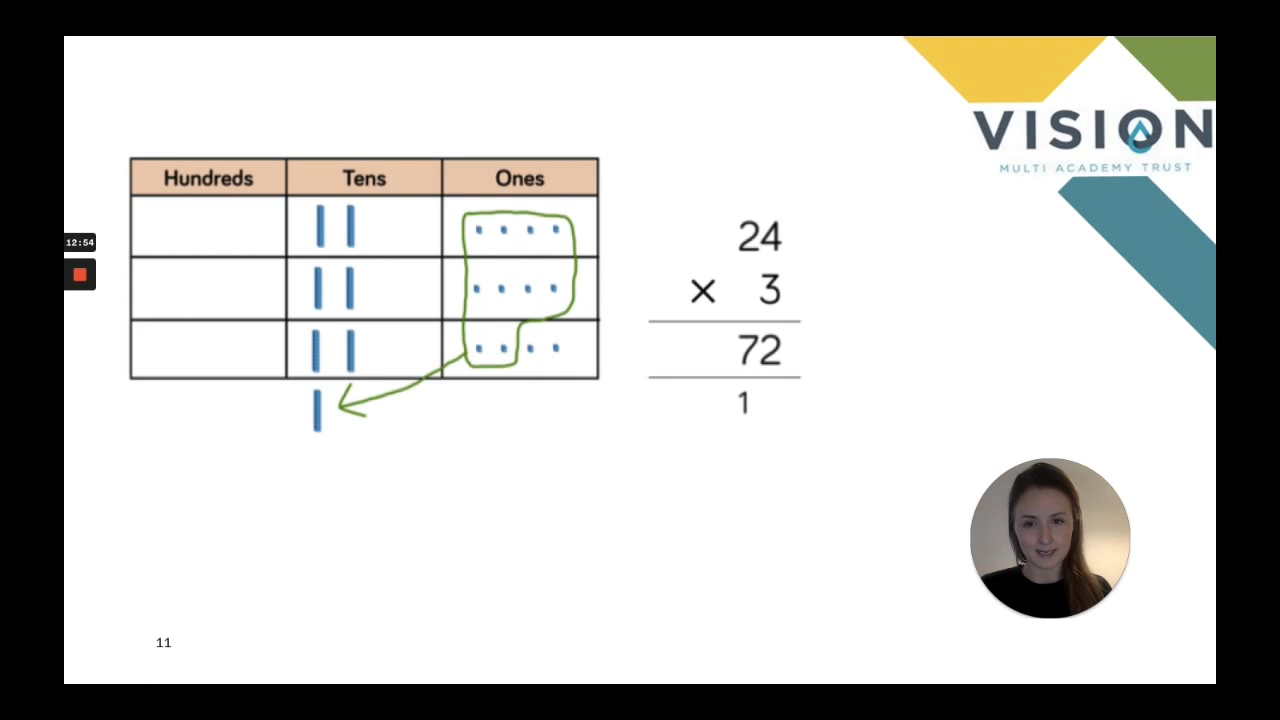 VISION
MULTI ACADEMY TRUST
Hundreds Tens Ones
12:54
24
× 3
72
1
11